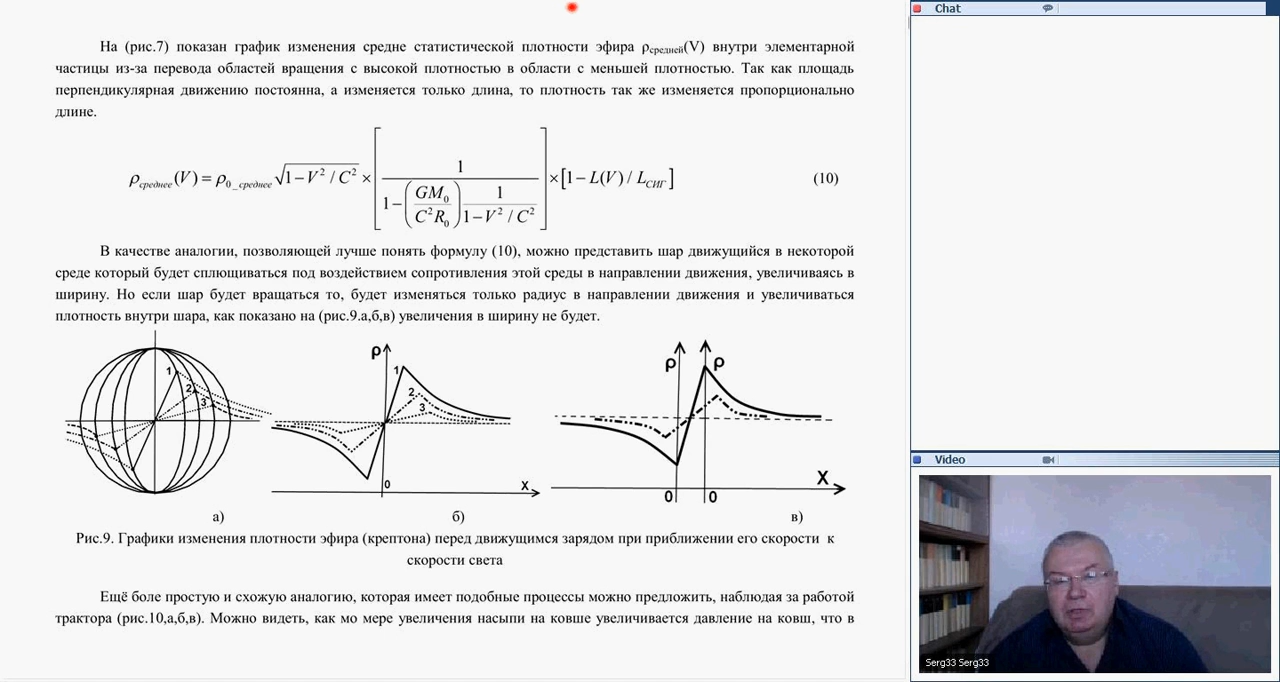 На (рис.7) показан график изменения средне статистической плотности эфира ρсредней(V) внутри элементарной
частицы из-за перевода областей вращения с высокой плотностью в области с меньшей плотностью. Так как площадь
перпендикулярная движению постоянна, а изменяется только длина, то плотность так же изменяется пропорционально
длине.
ρсреднее(V) = ρ0_среднее √(1−V²/C²) × [1 / (1−(GM₀ / C²R₀) 1 / (1−V²/C²))] × [1−L(V)/LСИГ] (10)
В качестве аналогии, позволяющей лучше понять формулу (10), можно представить шар движущийся в некоторой
среде который будет сплющиваться под воздействием сопротивления этой среды в направлении движения, увеличиваясь в
ширину. Но если шар будет вращаться то, будет изменяться только радиус в направлении движения и увеличиваться
плотность внутри шара, как показано на (рис.9.а,б,в) увеличения в ширину не будет.
1
2
3
ρ
1
2
3
0
x
ρ
ρ
0
0
X
а)
б)
в)
Рис.9. Графики изменения плотности эфира (крептона) перед движущимся зарядом при приближении его скорости к
скорости света
Ещё боле простую и схожую аналогию, которая имеет подобные процессы можно предложить, наблюдая за работой
трактора (рис.10,а,б,в). Можно видеть, как мо мере увеличения насыпи на ковше увеличивается давление на ковш, что в
Chat
Video
Serg33 Serg33